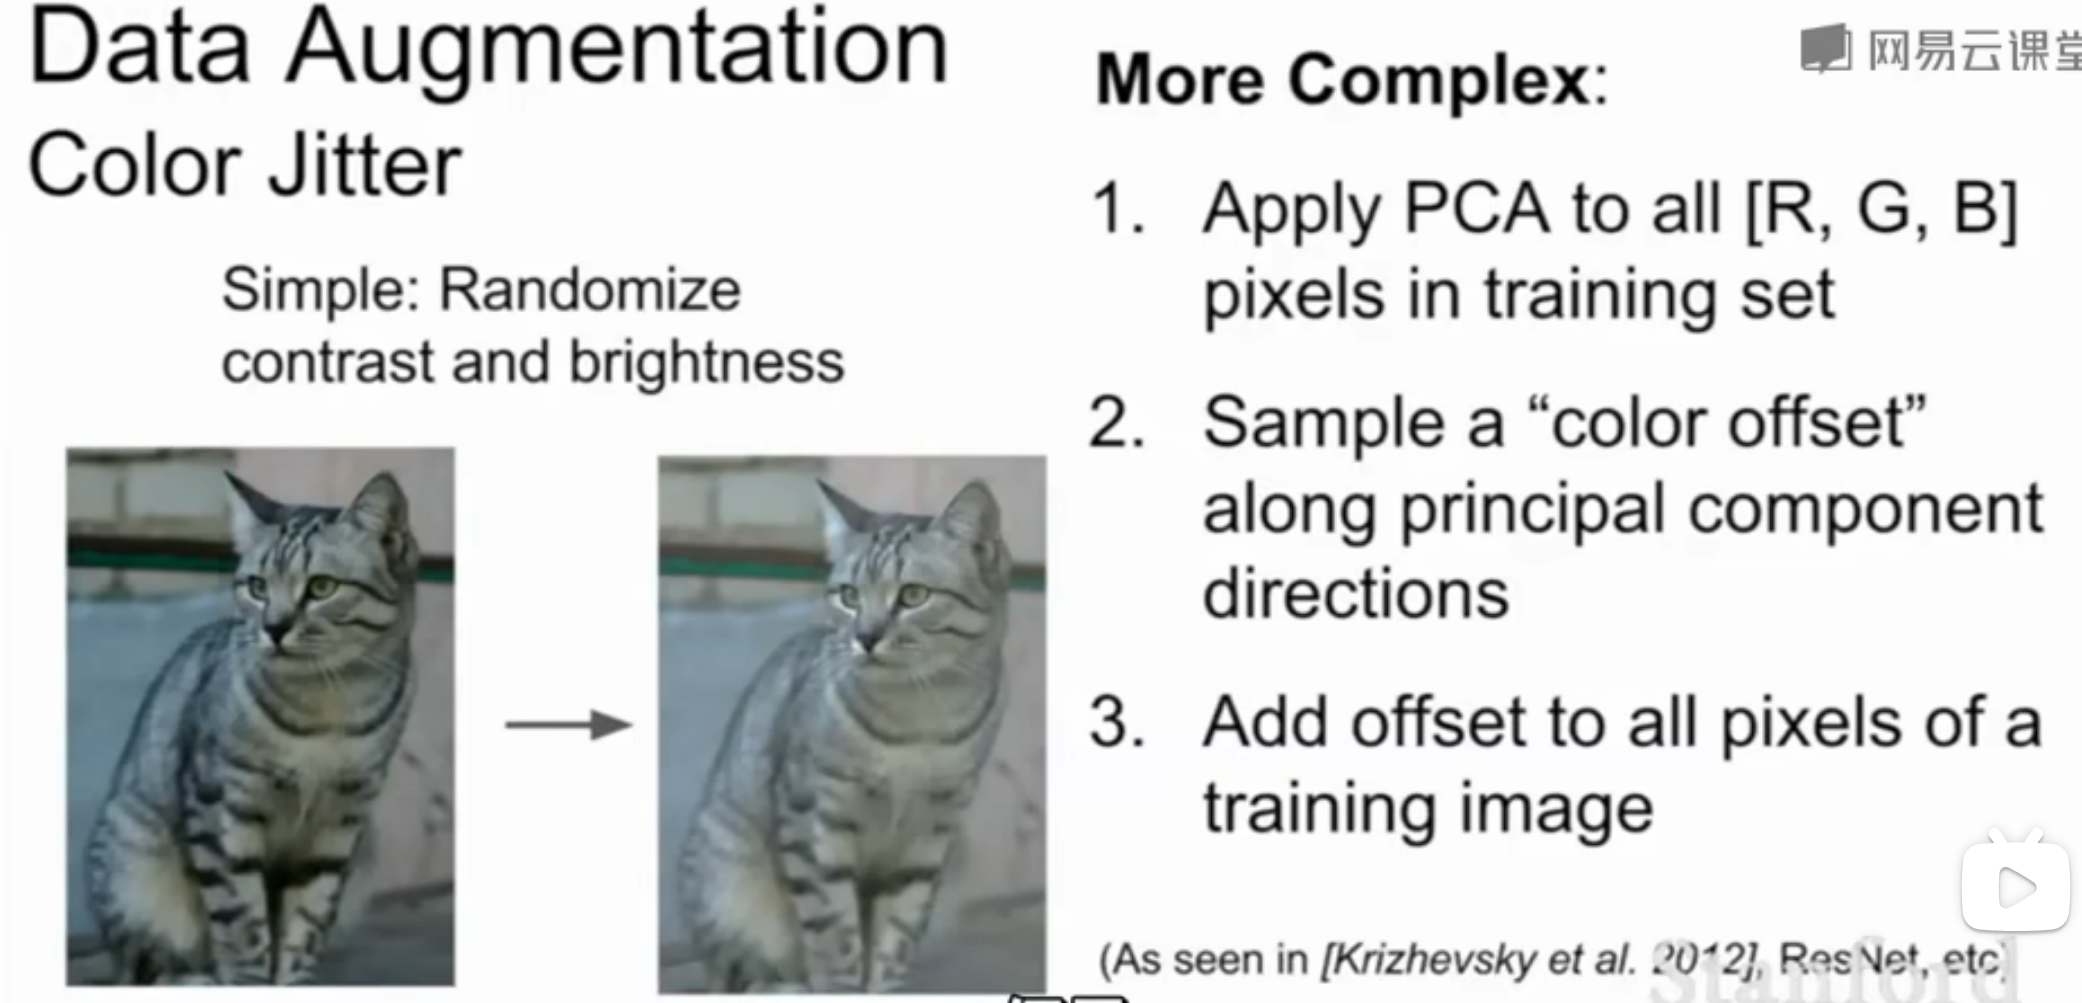 Data Augmentation
Color Jitter
Simple: Randomize
contrast and brightness
网易云课堂
More Complex:
1. Apply PCA to all [R, G, B]
pixels in training set
2. Sample a “color offset”
along principal component
directions
3. Add offset to all pixels of a
training image
(As seen in [Krizhevsky et al. 2012], ResNet, etc)
Stanford